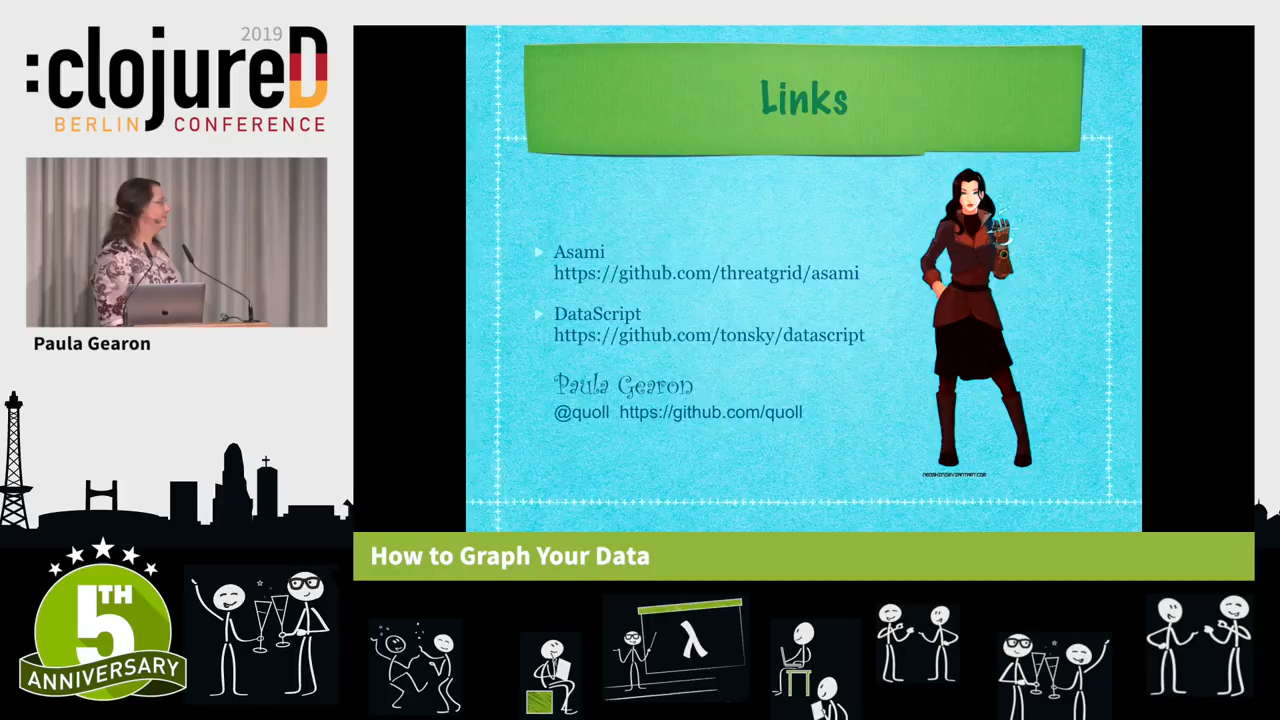 2019
:clojureD
BERLIN CONFERENCE
Paula Gearon
Links
Asami
https://github.com/threatgrid/asami
DataScript
https://github.com/tonsky/datascript
Paula Gearon
@quoll https://github.com/quoll
How to Graph Your Data
5TH
ANNIVERSARY
λ